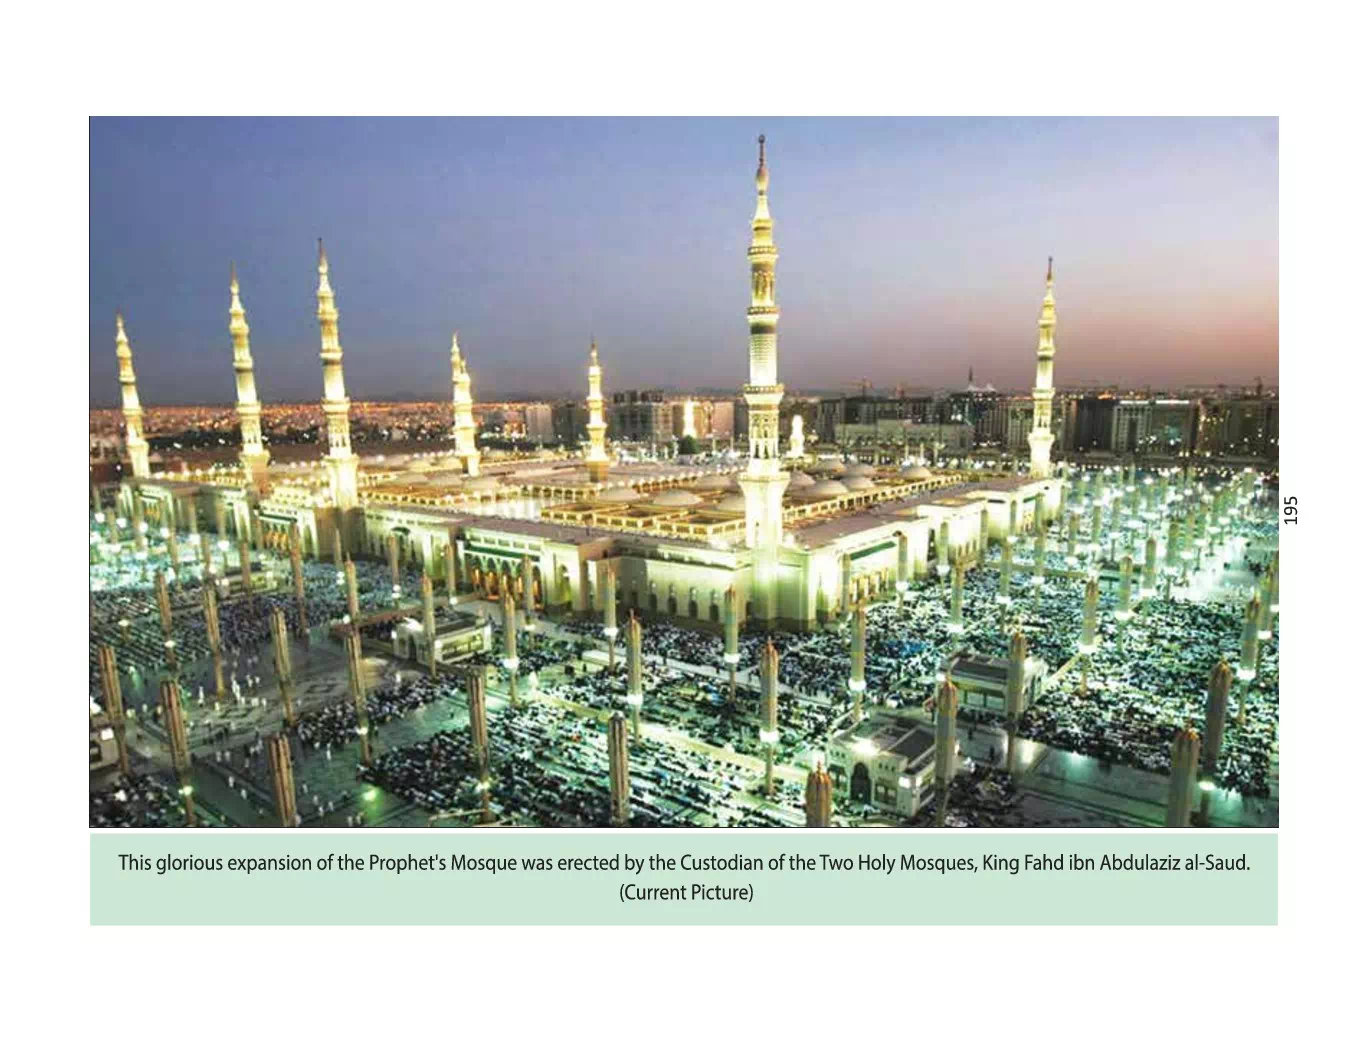 195
This glorious expansion of the Prophet's Mosque was erected by the Custodian of the Two Holy Mosques, King Fahd ibn Abdulaziz al-Saud.
(Current Picture)